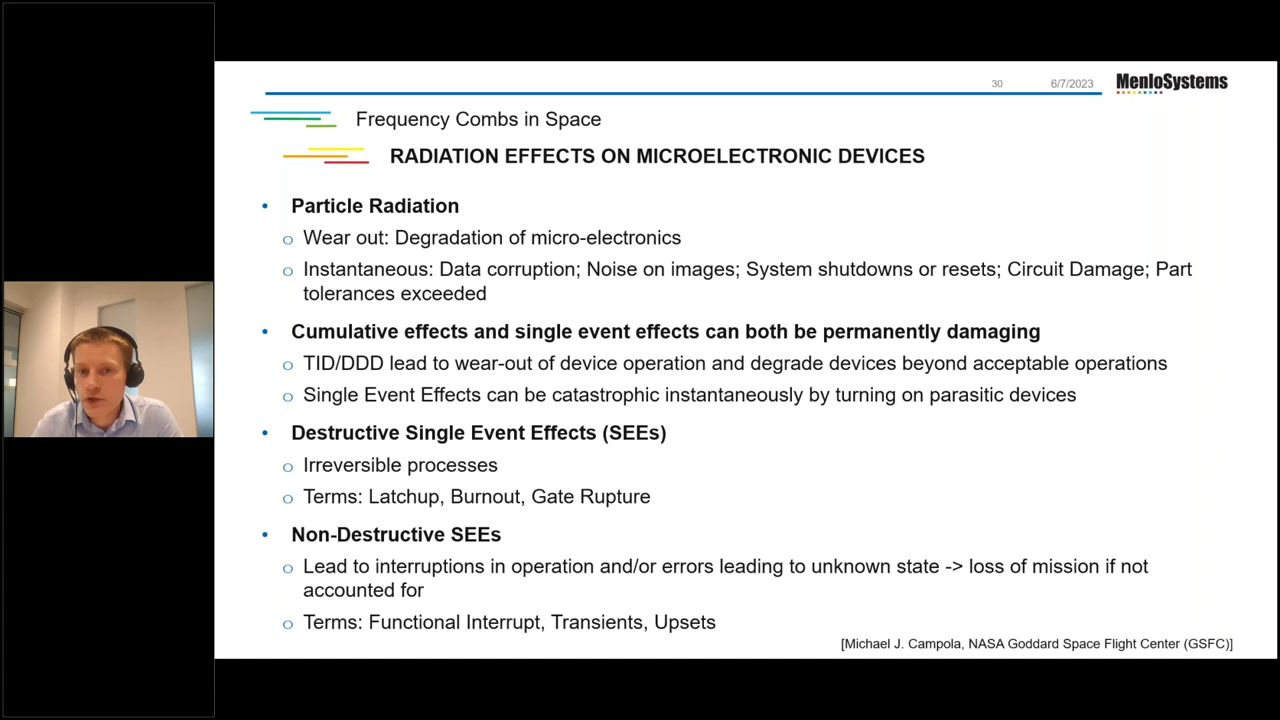 30 6/7/2023 MenloSystems
Frequency Combs in Space
RADIATION EFFECTS ON MICROELECTRONIC DEVICES
• Particle Radiation
o Wear out: Degradation of micro-electronics
o Instantaneous: Data corruption; Noise on images; System shutdowns or resets; Circuit Damage; Part
tolerances exceeded
• Cumulative effects and single event effects can both be permanently damaging
o TID/DDD lead to wear-out of device operation and degrade devices beyond acceptable operations
o Single Event Effects can be catastrophic instantaneously by turning on parasitic devices
• Destructive Single Event Effects (SEEs)
o Irreversible processes
o Terms: Latchup, Burnout, Gate Rupture
• Non-Destructive SEEs
o Lead to interruptions in operation and/or errors leading to unknown state -> loss of mission if not
accounted for
o Terms: Functional Interrupt, Transients, Upsets
[Michael J. Campola, NASA Goddard Space Flight Center (GSFC)]